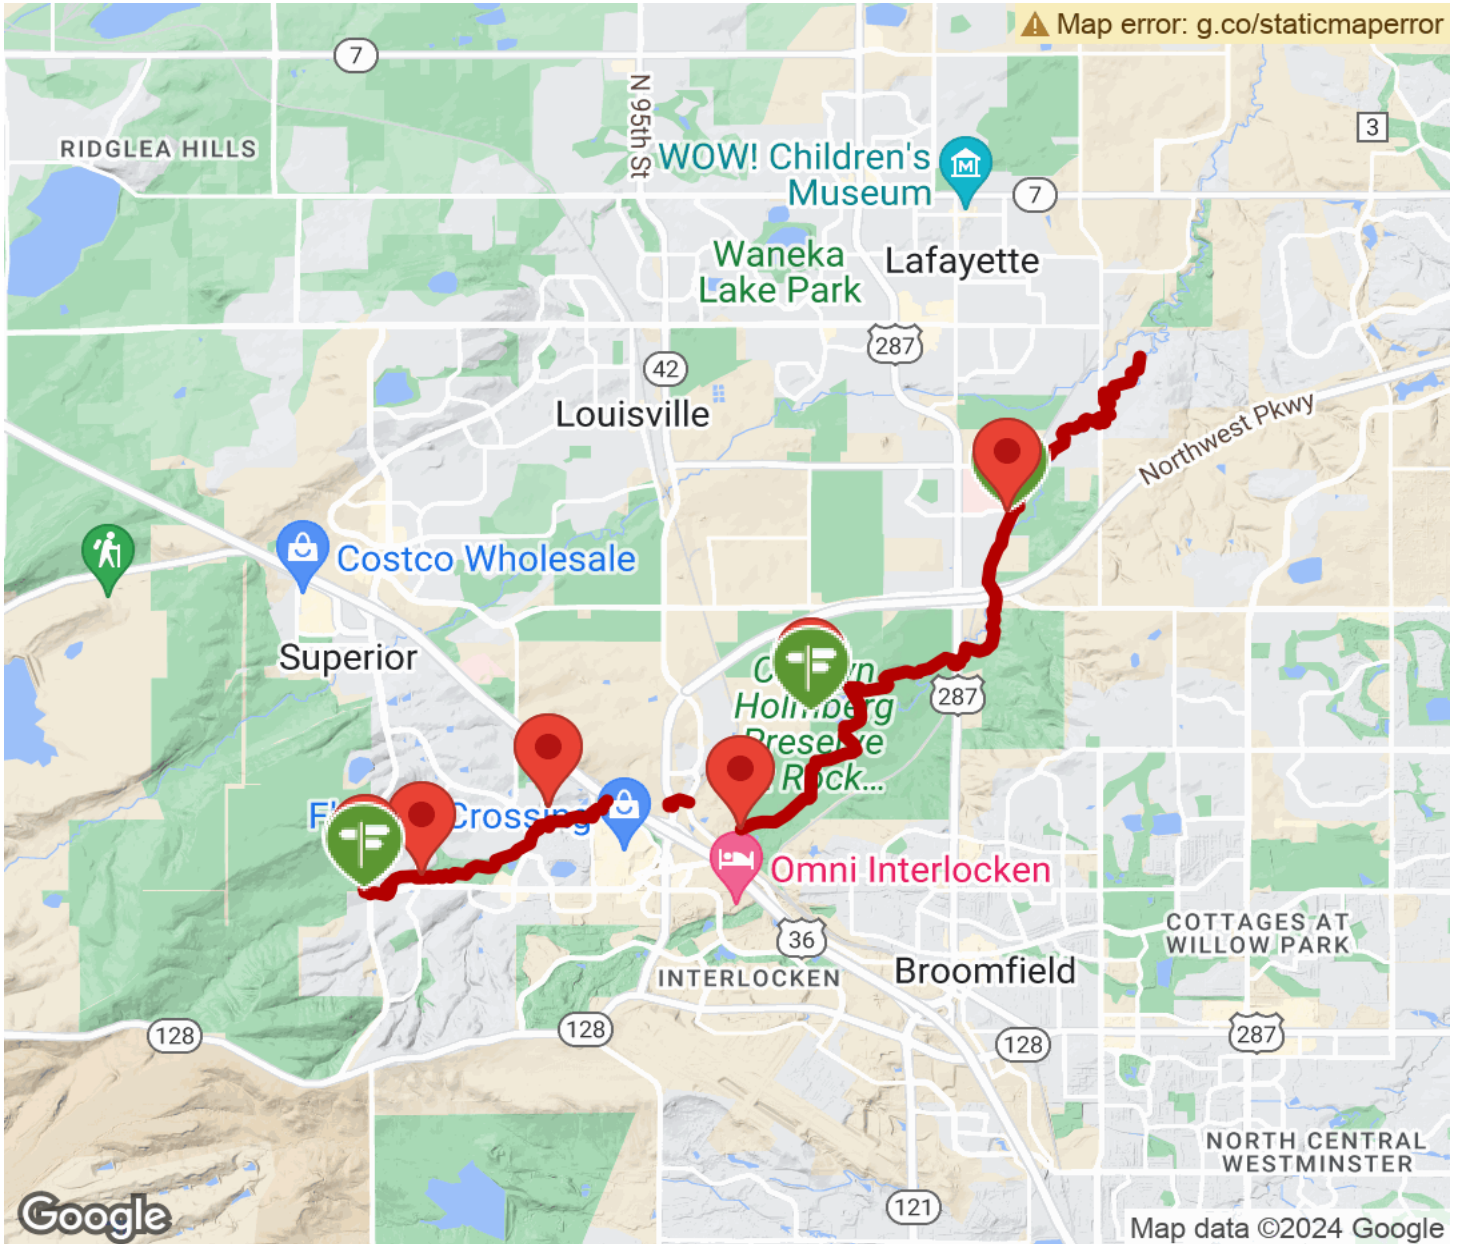 Map error: g.co/staticmaperror
7
N 95th St
3
RIDGLEA HILLS
WOW! Children's
Museum
7
Waneka
Lake Park
Lafayette
287
42
Louisville
Northwest Pkwy
Costco Wholesale
Superior
Holmberg
Preserve
Rock...
287
Crossing
Omni Interlocken
36
COTTAGES AT
WILLOW PARK
INTERLOCKEN
Broomfield
128
128
128
287
NORTH CENTRAL
WESTMINSTER
121
Google
Map data ©2024 Google